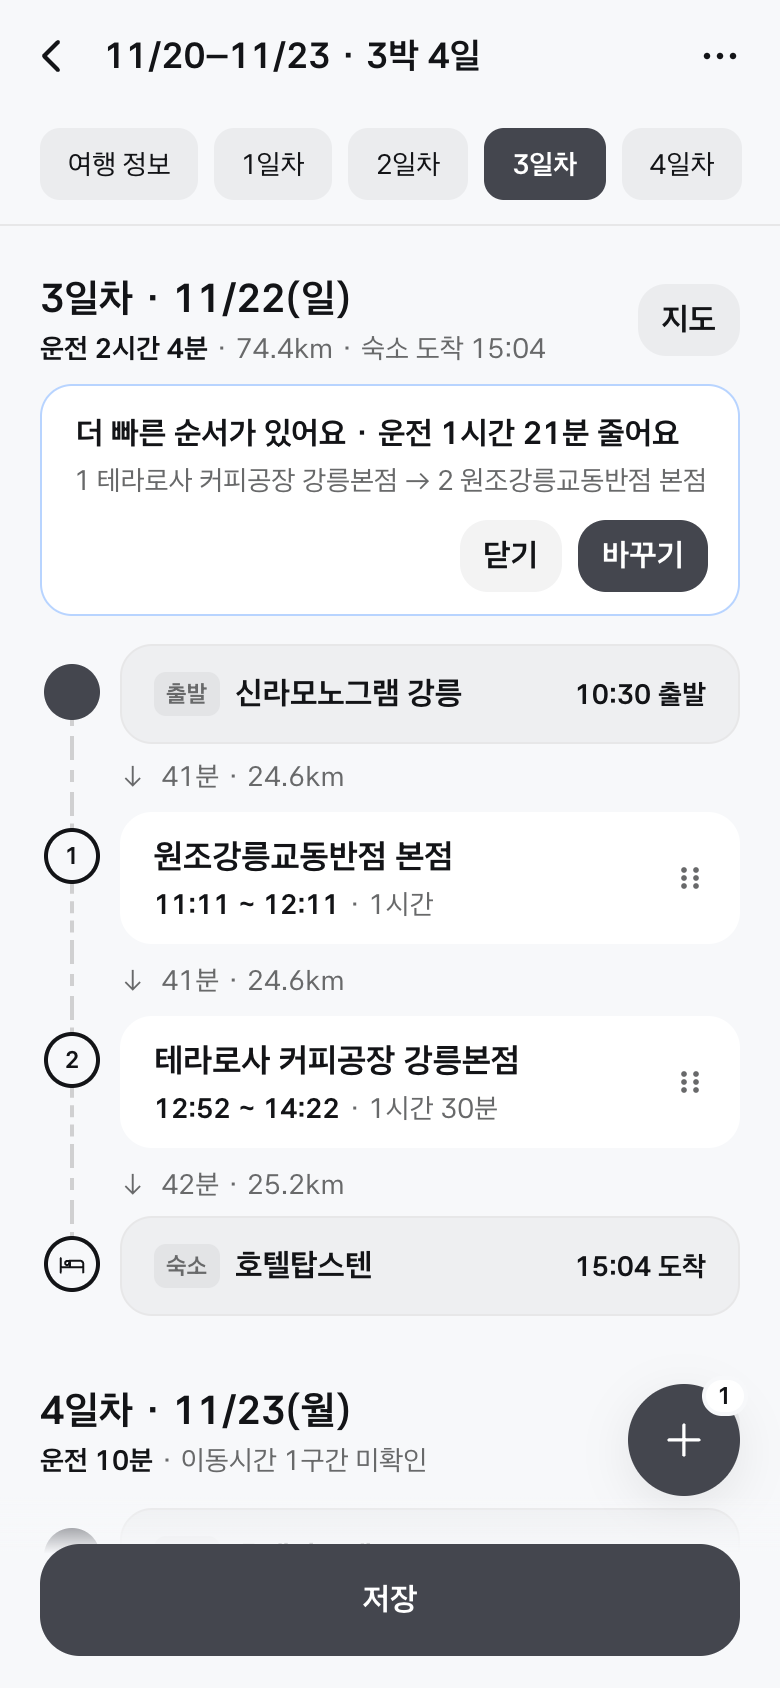 11/20–11/23 · 3박 4일
여행 정보
1일차
2일차
3일차
4일차
3일차 · 11/22(일)
운전 2시간 4분 · 74.4km · 숙소 도착 15:04
지도
더 빠른 순서가 있어요 · 운전 1시간 21분 줄어요
1 테라로사 커피공장 강릉본점 → 2 원조강릉교동반점 본점
닫기
바꾸기
출발 신라모노그램 강릉 10:30 출발
↓ 41분 · 24.6km
1 원조강릉교동반점 본점
11:11 ~ 12:11 · 1시간
↓ 41분 · 24.6km
2 테라로사 커피공장 강릉본점
12:52 ~ 14:22 · 1시간 30분
↓ 42분 · 25.2km
숙소 호텔탑스텐 15:04 도착
4일차 · 11/23(월)
운전 10분 · 이동시간 1구간 미확인
1
저장